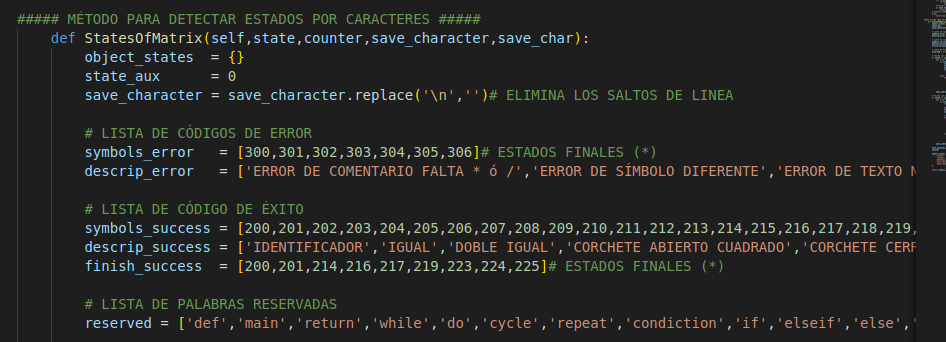 ##### MÉTODO PARA DETECTAR ESTADOS POR CARACTERES #####
def StatesOfMatrix(self,state,counter,save_character,save_char):
object_states  = {}
state_aux      = 0
save_character = save_character.replace('\n','')# ELIMINA LOS SALTOS DE LINEA
# LISTA DE CÓDIGOS DE ERROR
symbols_error   = [300,301,302,303,304,305,306]# ESTADOS FINALES (*)
descrip_error   = ['ERROR DE COMENTARIO FALTA * ó /','ERROR DE SÍMBOLO DIFERENTE','ERROR DE TEXTO
# LISTA DE CÓDIGO DE ÉXITO
symbols_success = [200,201,202,203,204,205,206,207,208,209,210,211,212,213,214,215,216,217,218,219,
descrip_success = ['IDENTIFICADOR','IGUAL','DOBLE IGUAL','CORCHETE ABIERTO CUADRADO','CORCHETE CERR
finish_success  = [200,201,214,216,217,219,223,224,225]# ESTADOS FINALES (*)
# LISTA DE PALABRAS RESERVADAS
reserved = ['def','main','return','while','do','cycle','repeat','condiction','if','elseif','else','